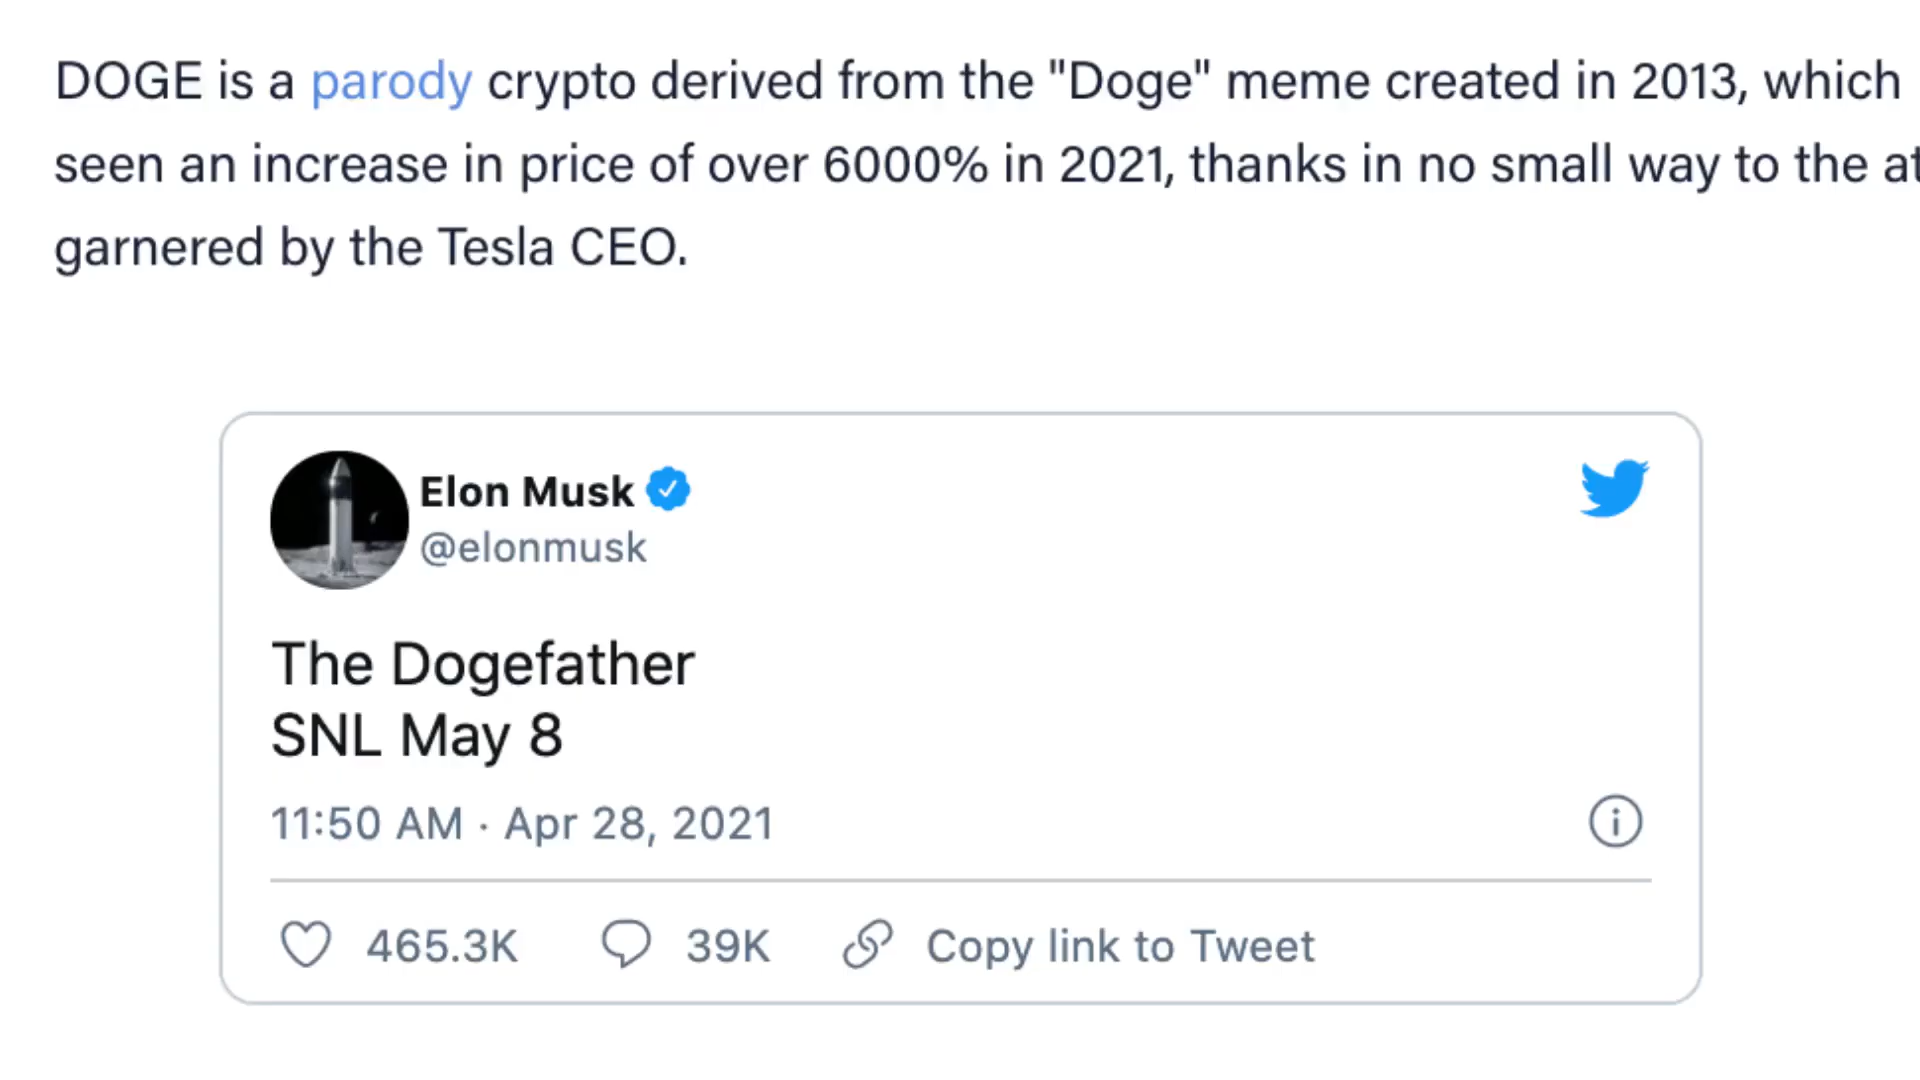 DOGE is a parody crypto derived from the "Doge" meme created in 2013, which
seen an increase in price of over 6000% in 2021, thanks in no small way to the
garnered by the Tesla CEO.
Elon Musk
@elonmusk
The Dogefather
SNL May 8
11:50 AM · Apr 28, 2021
465.3K 39K Copy link to Tweet